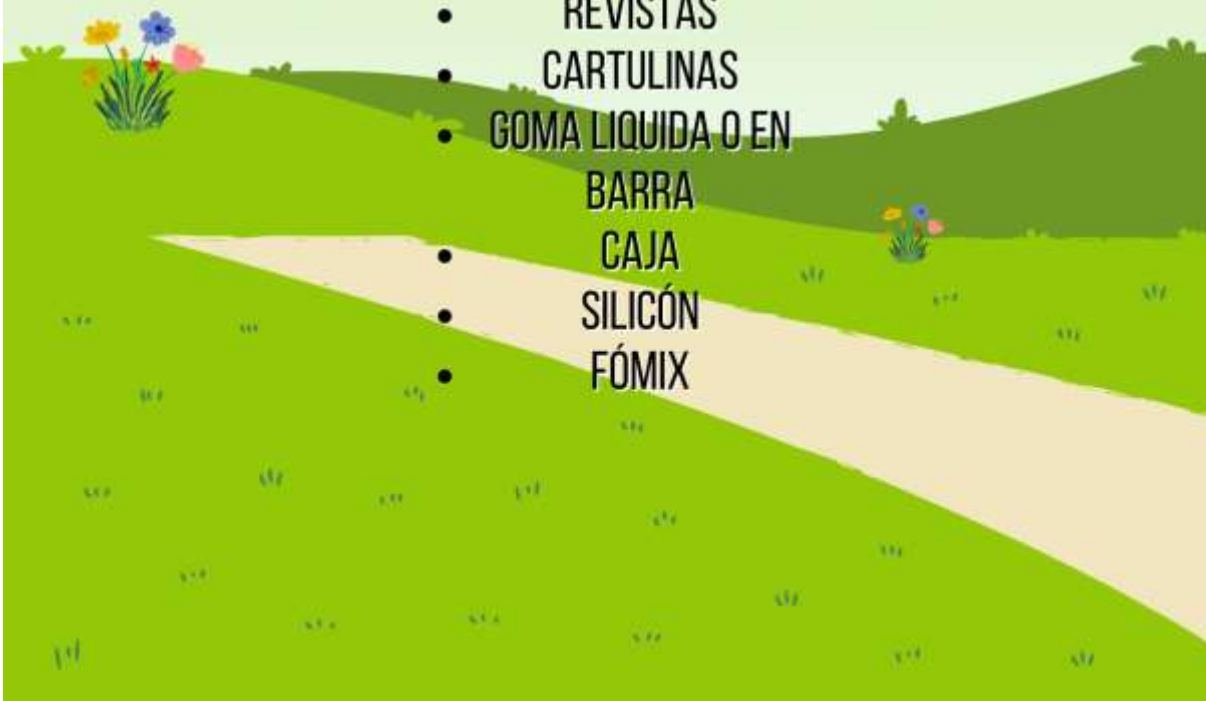 • REVISTAS
• CARTULINAS
• GOMA LIQUIDA O EN
BARRA
• CAJA
• SILICÓN
• FÓMIX